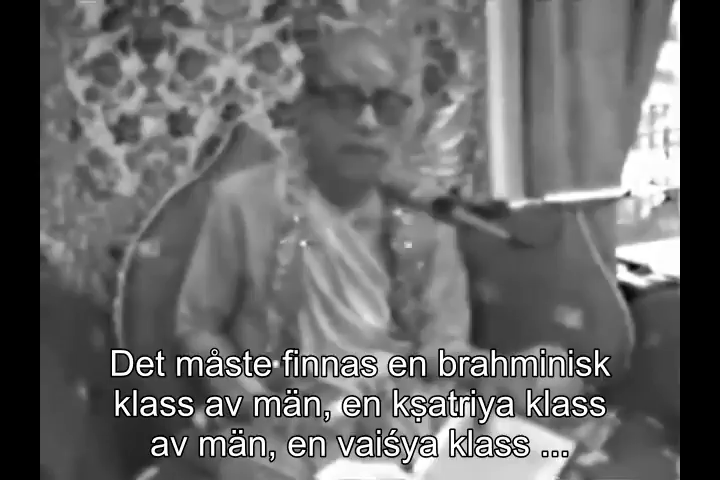 Det måste finnas en brahminisk
klass av män, en kṣatriya klass
av män, en vaiśya klass ...